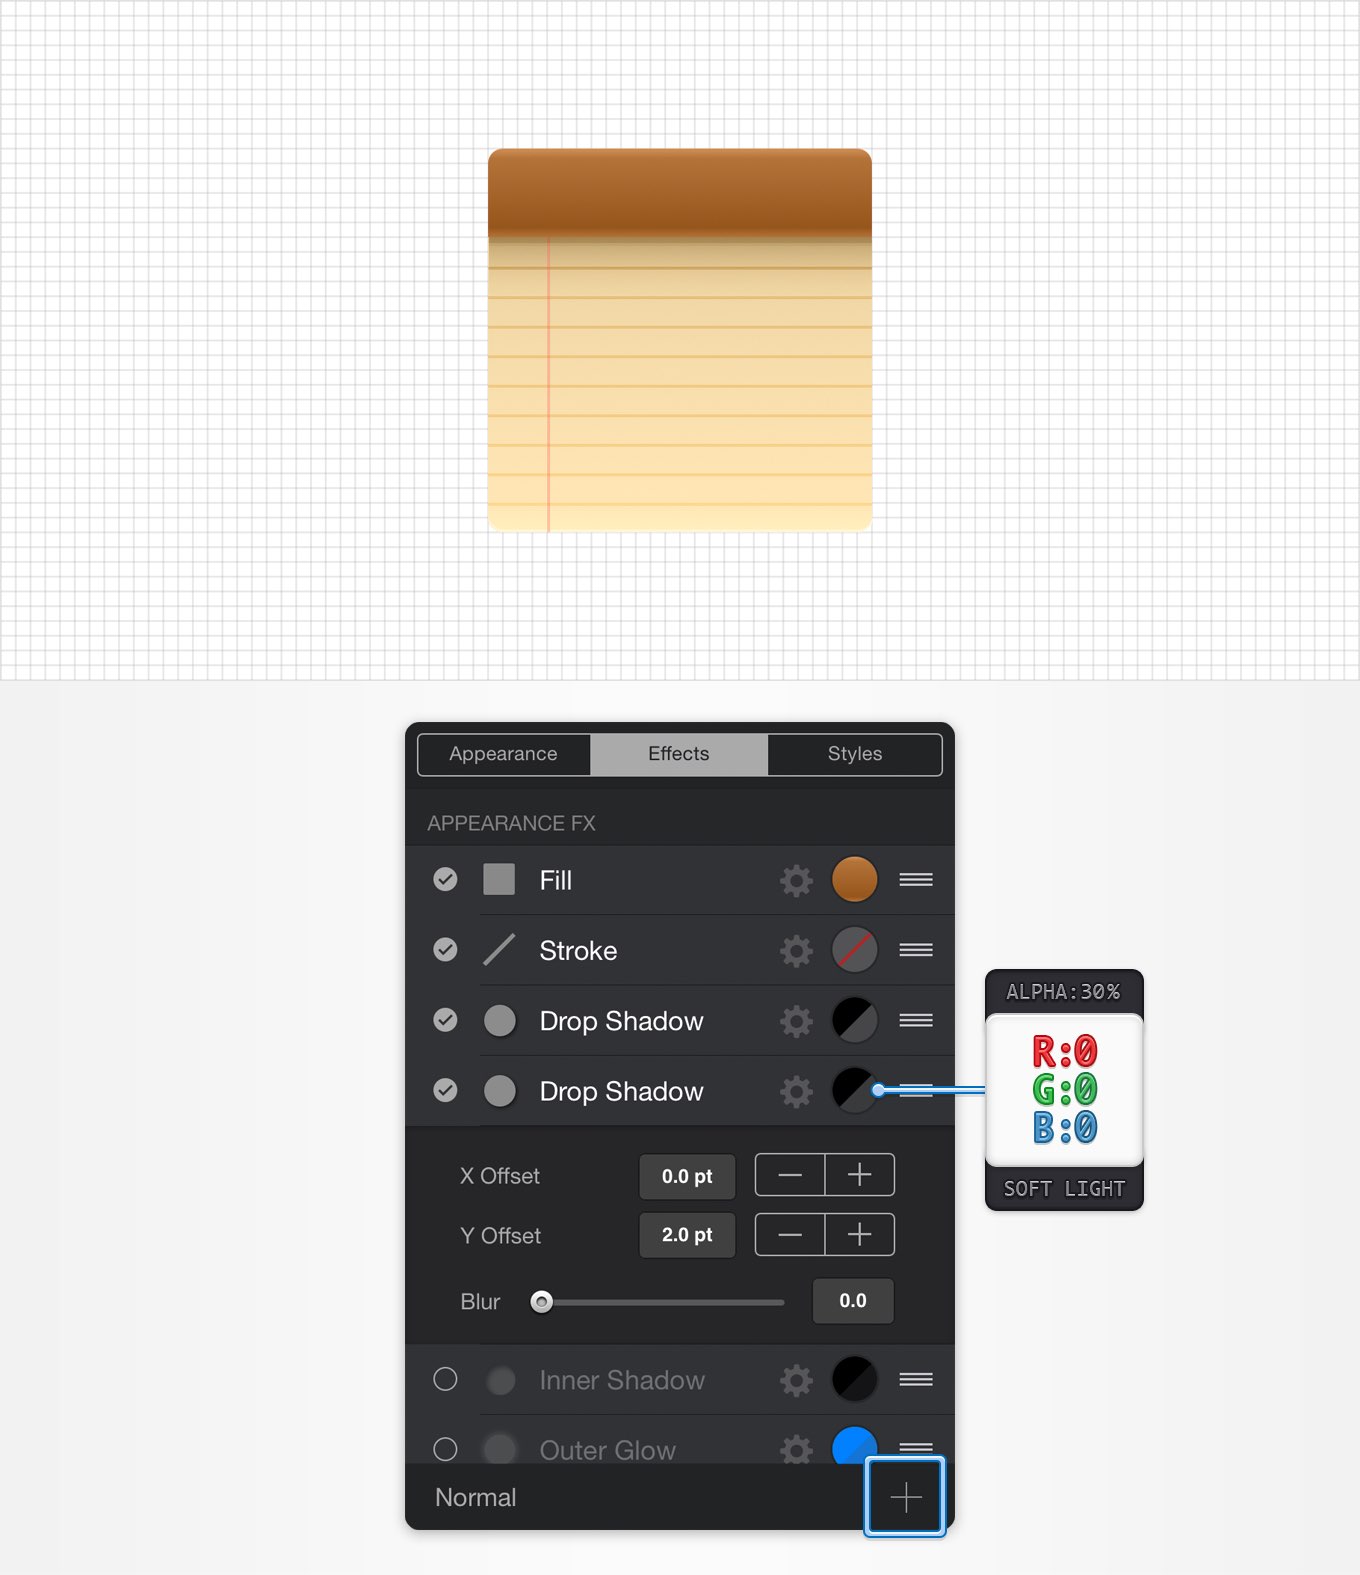 Appearance Effects Styles
APPEARANCE FX
Fill
Stroke
Drop Shadow
Drop Shadow
ALPHA:30%
R:0
G:0
B:0
SOFT LIGHT
X Offset 0.0 pt
Y Offset 2.0 pt
Blur 0.0
Inner Shadow
Outer Glow
Normal